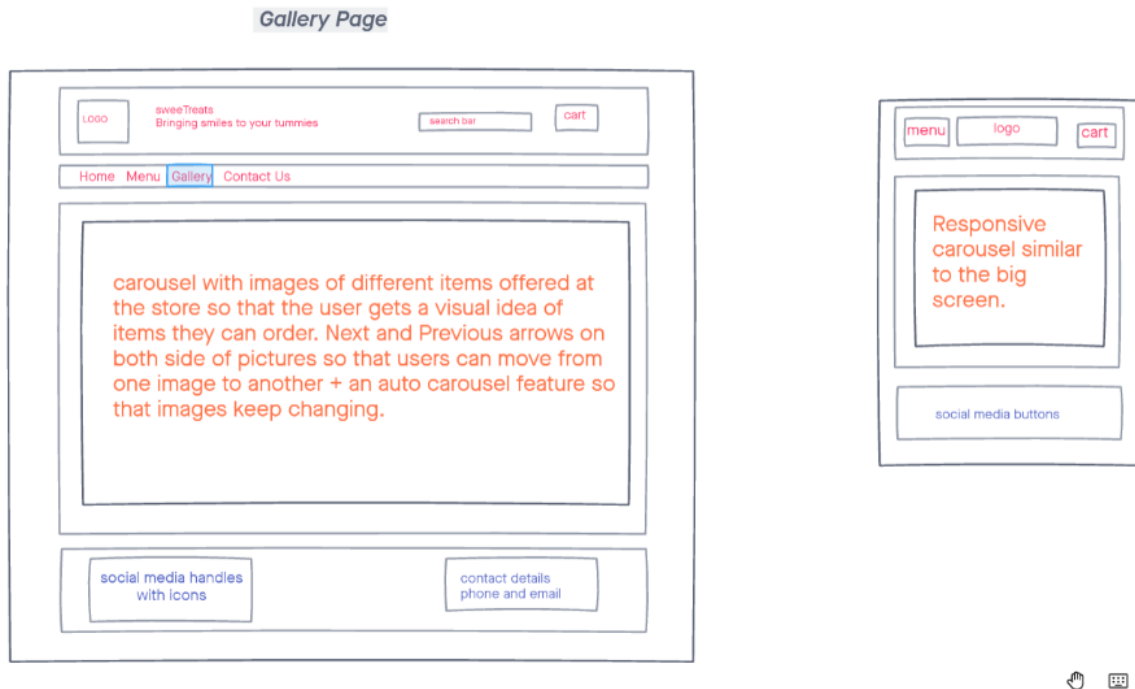 Gallery Page
LOGO
sweeTreats
Bringing smiles to your tummies
search bar
cart
Home Menu Gallery Contact Us
carousel with images of different items offered at
the store so that the user gets a visual idea of
items they can order. Next and Previous arrows on
both side of pictures so that users can move from
one image to another + an auto carousel feature so
that images keep changing.
social media handles
with icons
contact details
phone and email
menu
logo
cart
Responsive
carousel similar
to the big
screen.
social media buttons